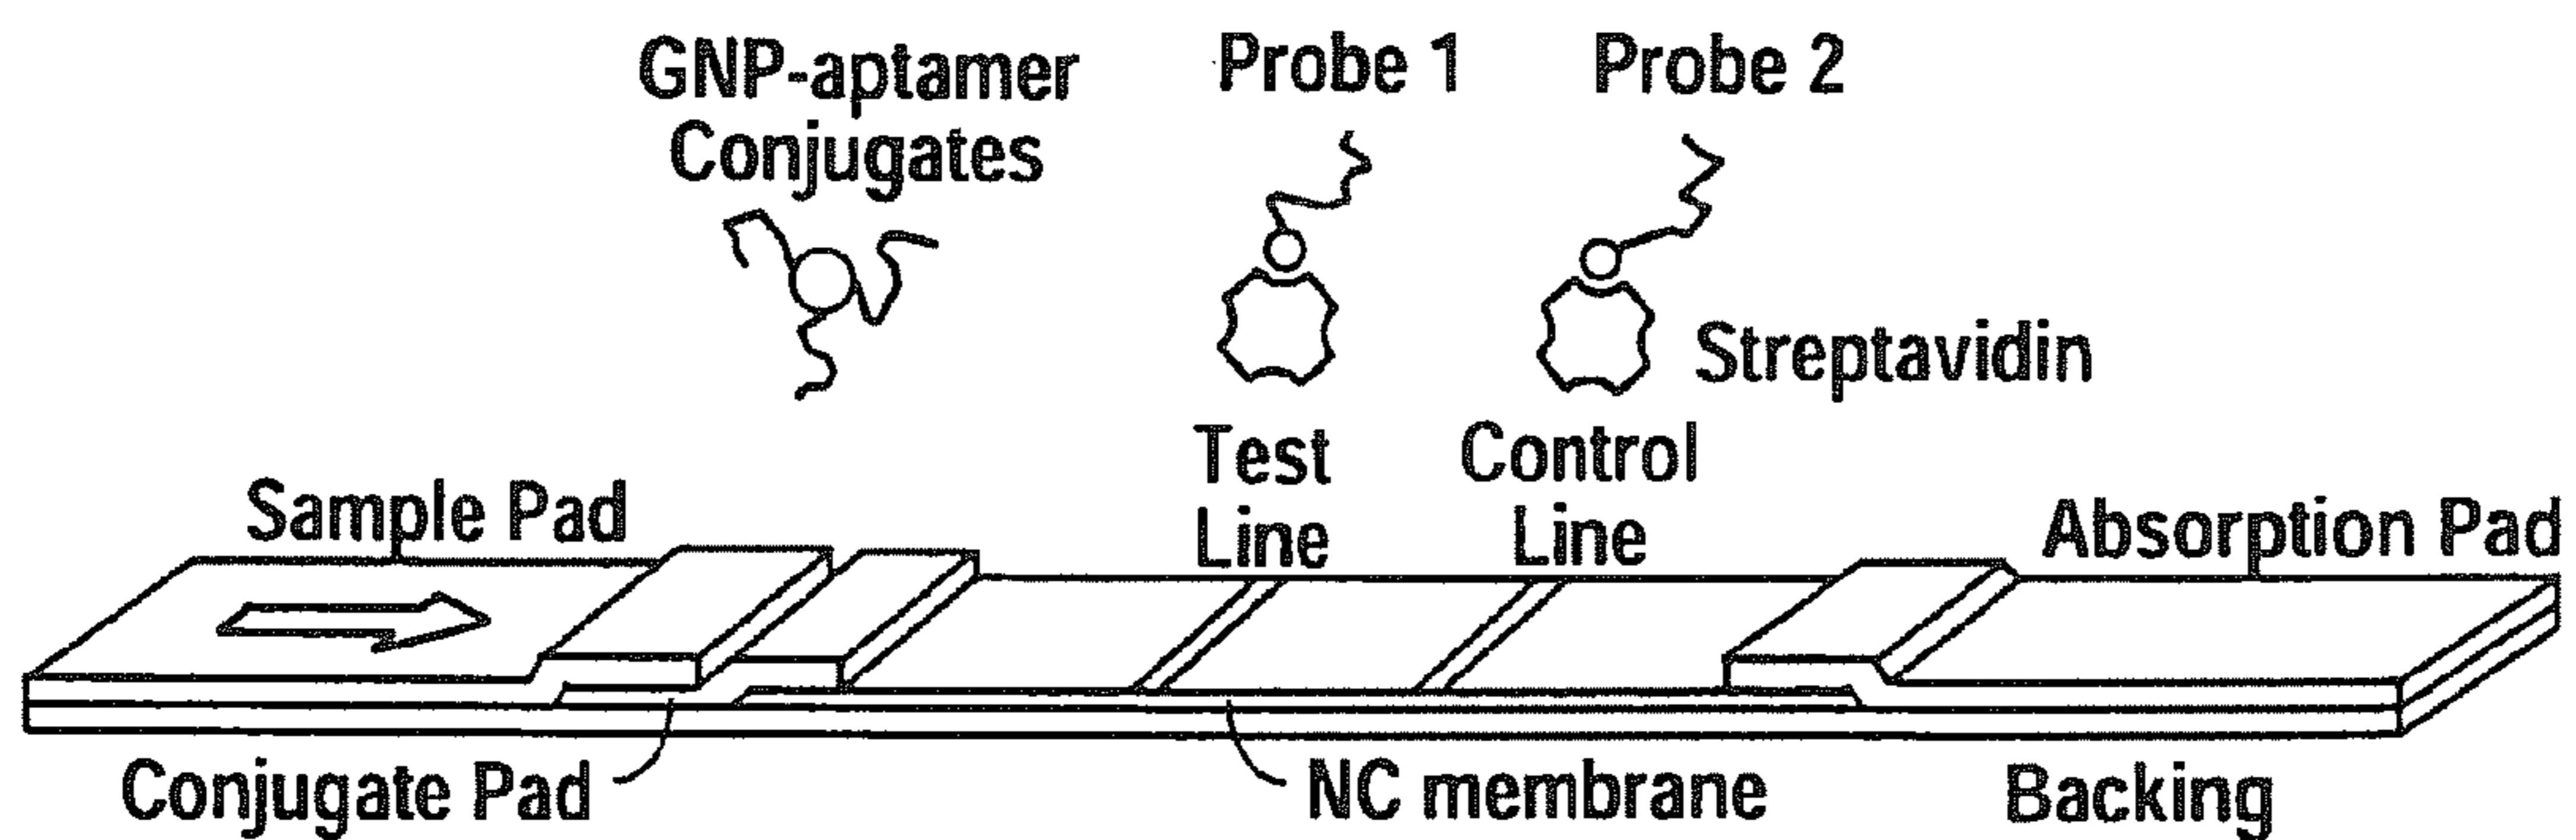 GNP-aptamer
Conjugates
Probe 1
Probe 2
Streptavidin
Test
Line
Control
Line
Sample Pad
Absorption Pad
Conjugate Pad
NC membrane
Backing